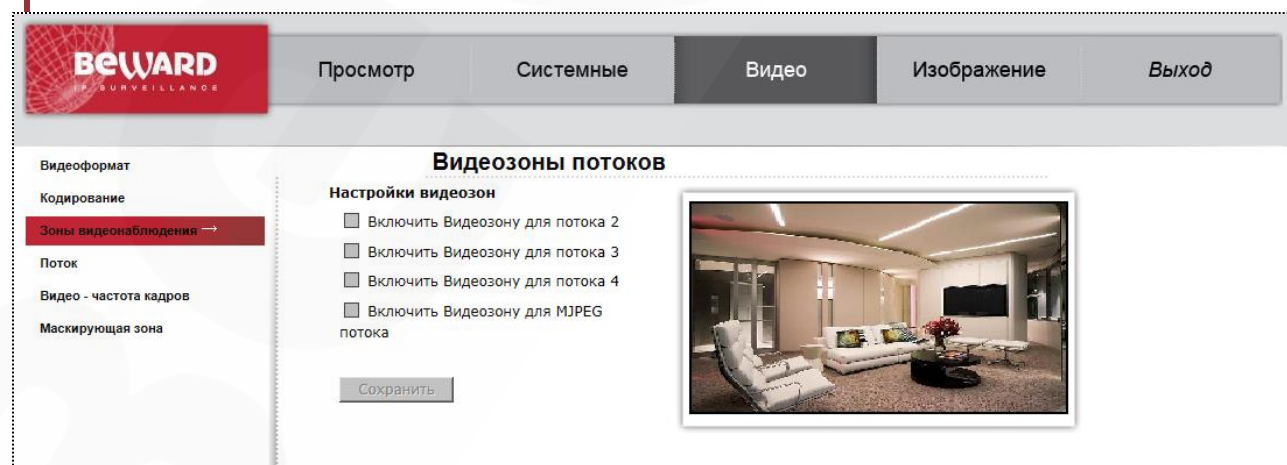 BEWARD
IP SURVEILLANCE
Просмотр
Системные
Видео
Изображение
Выход
Видеоформат
Кодирование
Зоны видеонаблюдения →
Поток
Видео - частота кадров
Маскирующая зона
Видеозоны потоков
Настройки видеозон
Включить Видеозону для потока 2
Включить Видеозону для потока 3
Включить Видеозону для потока 4
Включить Видеозону для MJPEG
потока
Сохранить